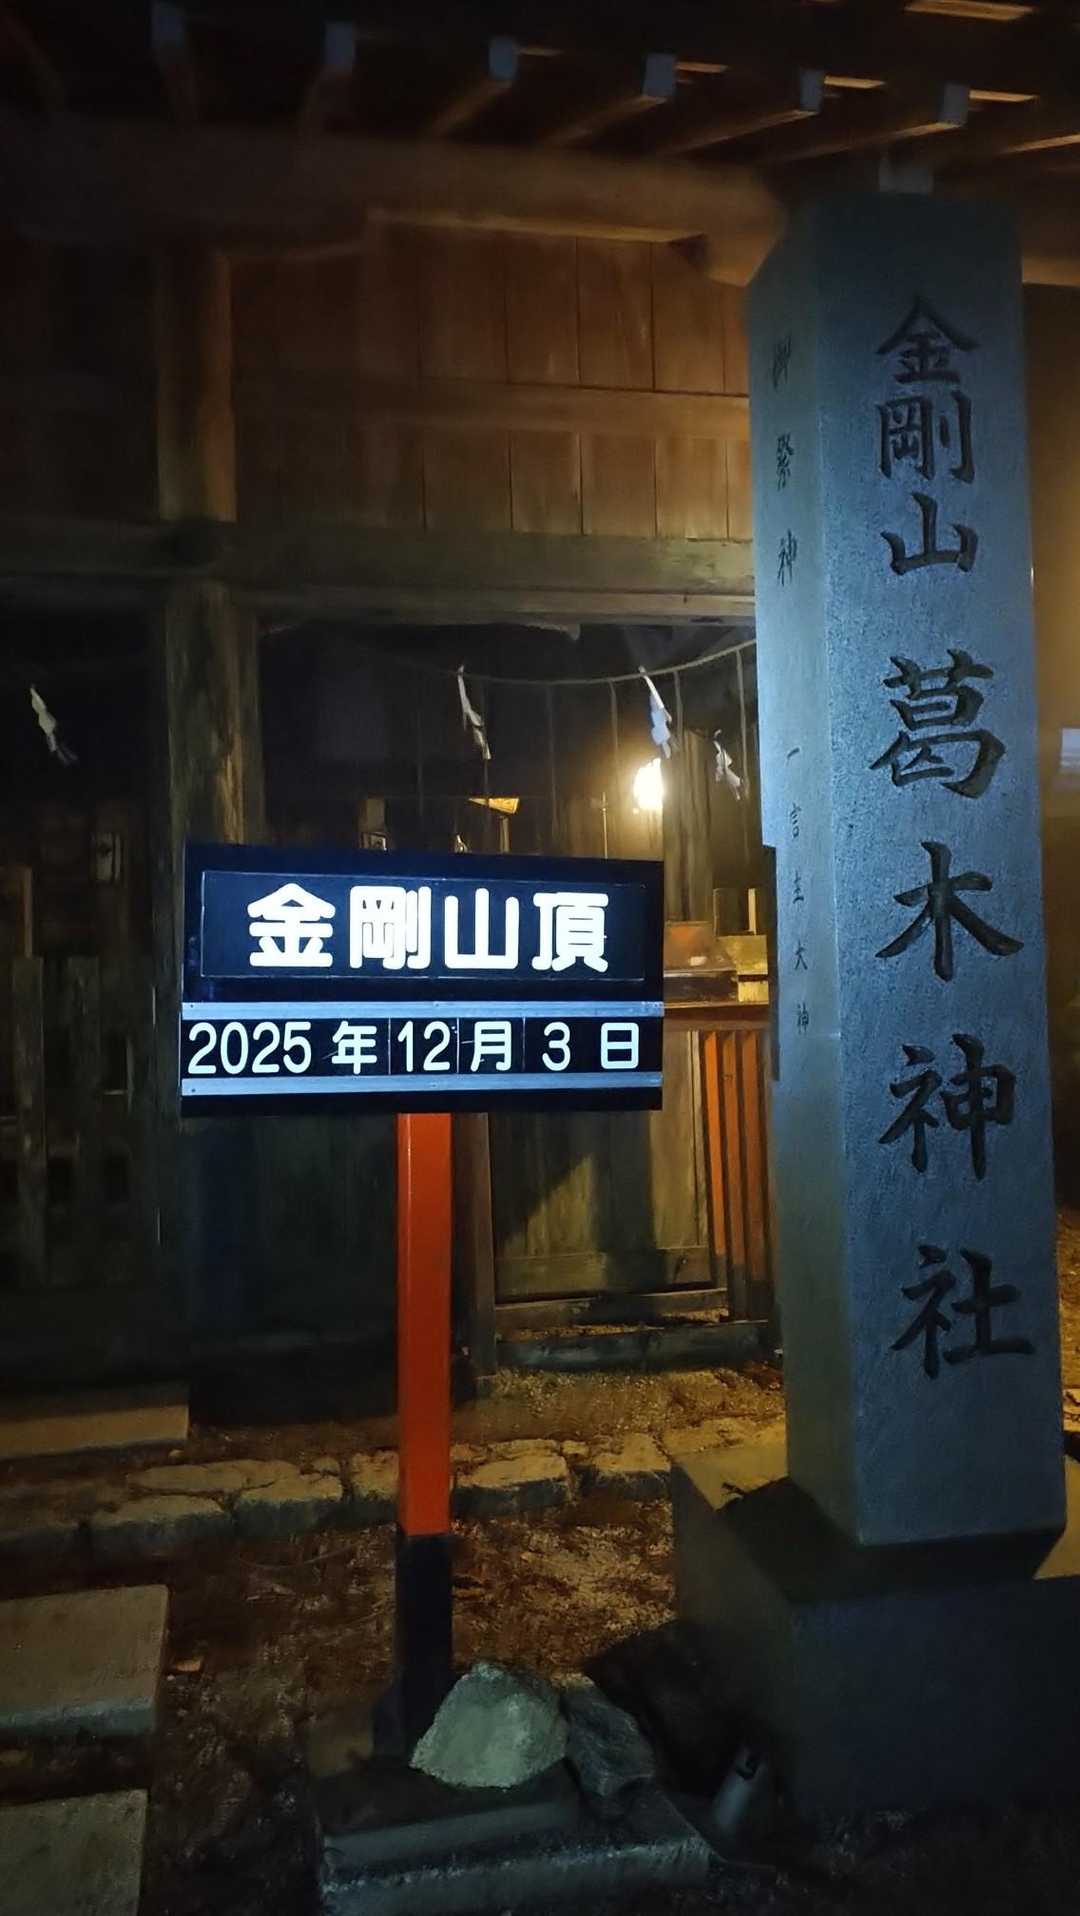 金剛山頂
2025年12月3日
金剛山葛木神社
御祭神 一言主大神